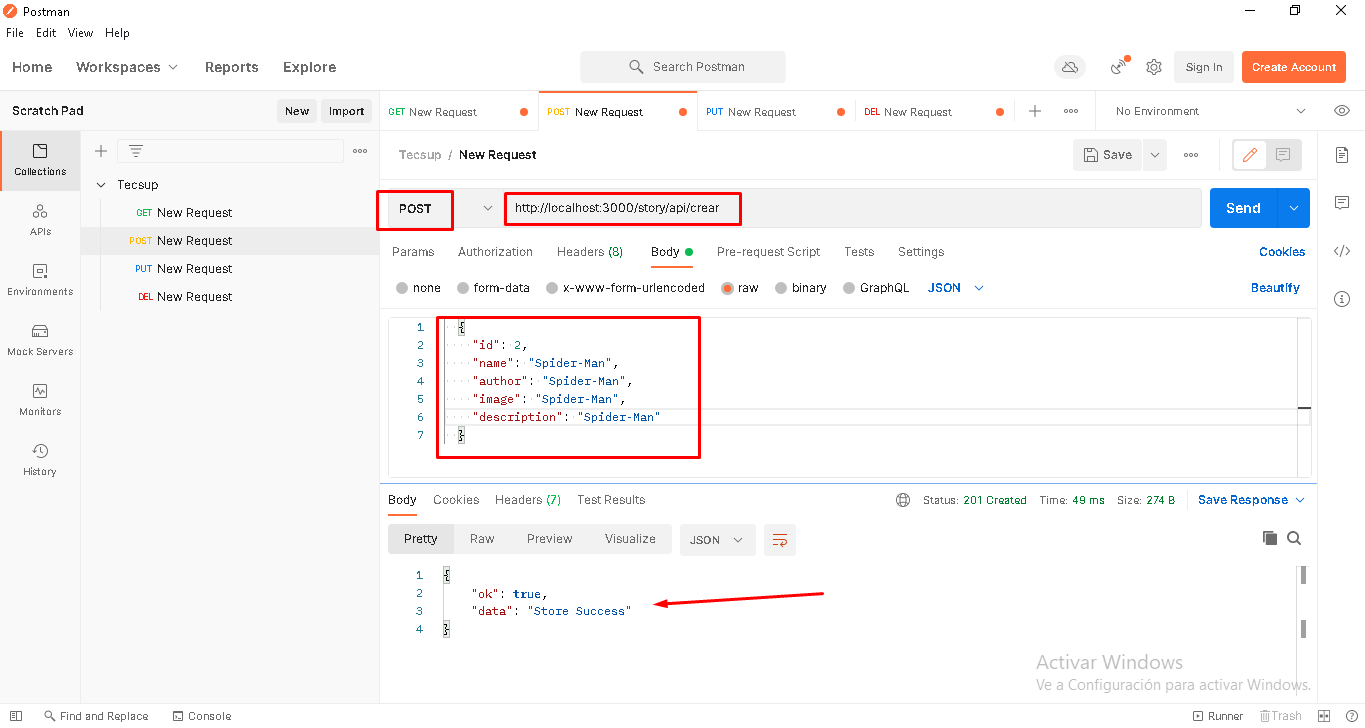 Postman
File Edit View Help
Home Workspaces Reports Explore Search Postman Sign In Create Account
Scratch Pad New Import
GET New Request POST New Request PUT New Request DEL New Request No Environment
Collections
APIs
Environments
Mock Servers
Monitors
History
Tecsup
GET New Request
POST New Request
PUT New Request
DEL New Request
Tecsup / New Request Save
POST http://localhost:3000/story/api/crear Send
Params Authorization Headers (8) Body Pre-request Script Tests Settings Cookies
none form-data x-www-form-urlencoded raw binary GraphQL JSON Beautify
1 {
2 "id": 2,
3 "name": "Spider-Man",
4 "author": "Spider-Man",
5 "image": "Spider-Man",
6 "description": "Spider-Man"
7 }
Body Cookies Headers (7) Test Results Status: 201 Created Time: 49 ms Size: 274 B Save Response
Pretty Raw Preview Visualize JSON
1 {
2 "ok": true,
3 "data": "Store Success"
4 }
Activar Windows
Ve a Configuración para activar Windows.
Find and Replace Console Runner Trash